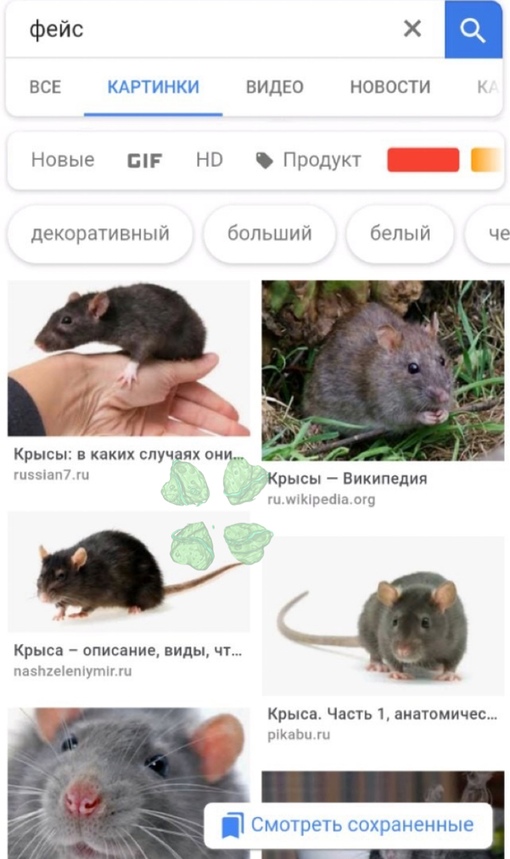 фейс
ВСЕ КАРТИНКИ ВИДЕО НОВОСТИ КА
Новые GIF HD Продукт
декоративный больший белый че
Крысы: в каких случаях они...
russian7.ru
Крысы — Википедия
ru.wikipedia.org
Крыса – описание, виды, чт...
nashzeleniymir.ru
Крыса. Часть 1, анатомичес...
pikabu.ru
Смотреть сохраненные